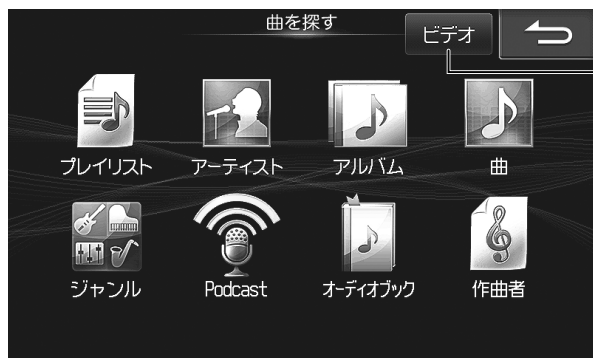 曲を探す
ビデオ
プレイリスト
アーティスト
アルバム
曲
ジャンル
Podcast
オーディオブック
作曲者